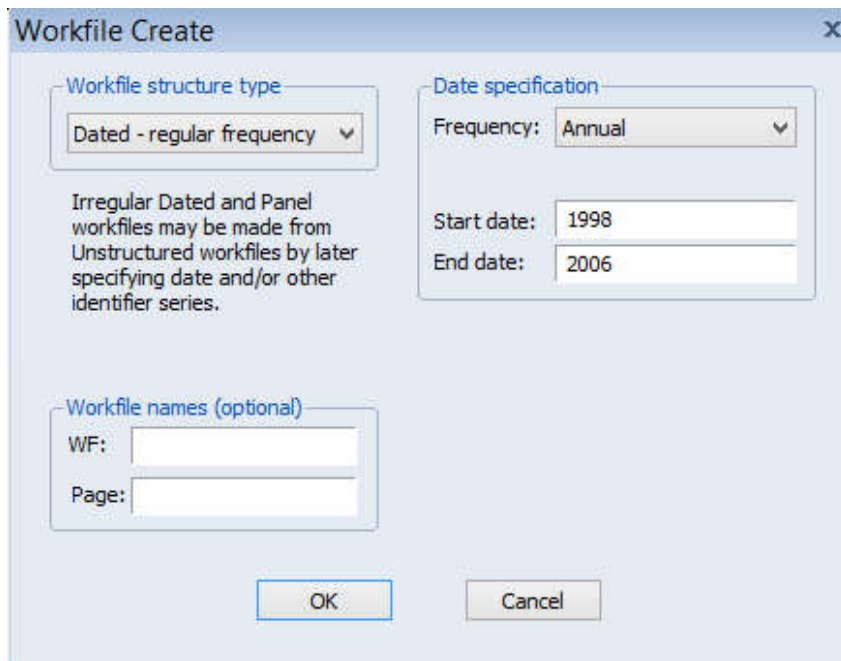 Workfile Create
x
Workfile structure type
Dated - regular frequency
Irregular Dated and Panel
workfiles may be made from
Unstructured workfiles by later
specifying date and/or other
identifier series.
Date specification
Frequency: Annual
Start date: 1998
End date: 2006
Workfile names (optional)
WF:
Page:
OK
Cancel